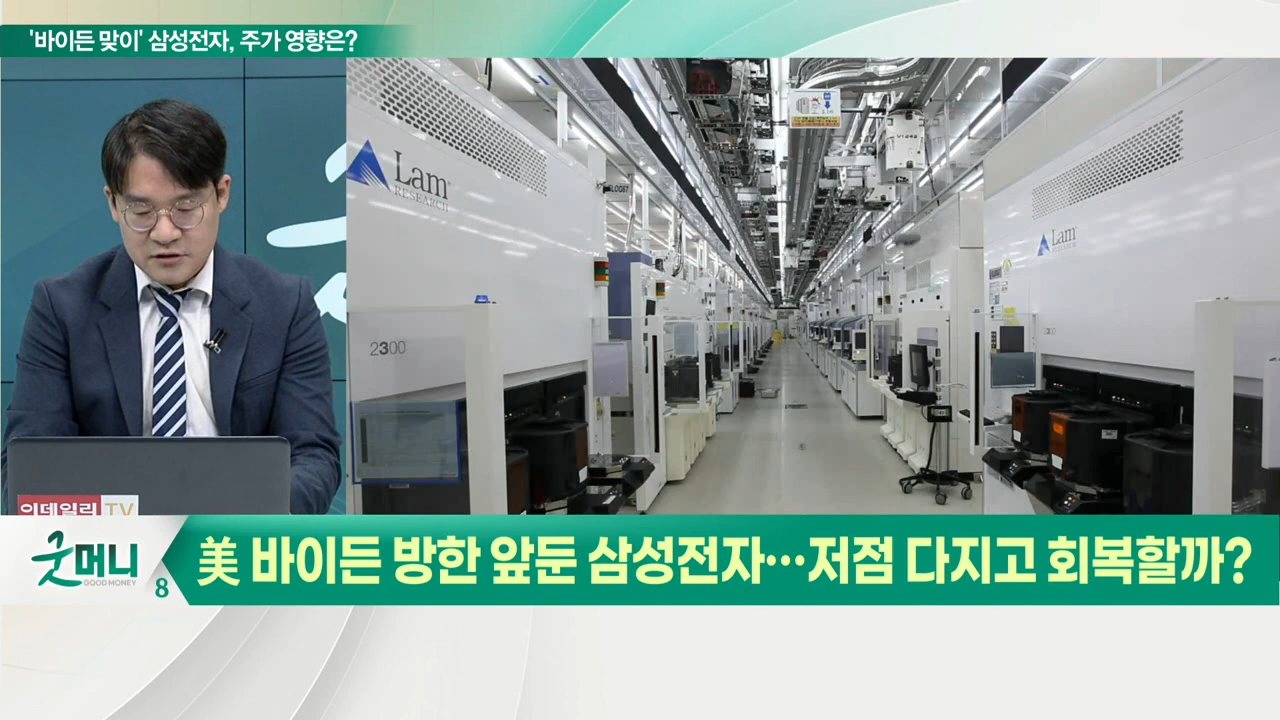 '바이든 맞이' 삼성전자, 주가 영향은?
Lam
RESEARCH
Lam
RESEARCH
2300
이데일리 TV
굿머니
GOOD MONEY
8
美 바이든 방한 앞둔 삼성전자…저점 다지고 회복할까?